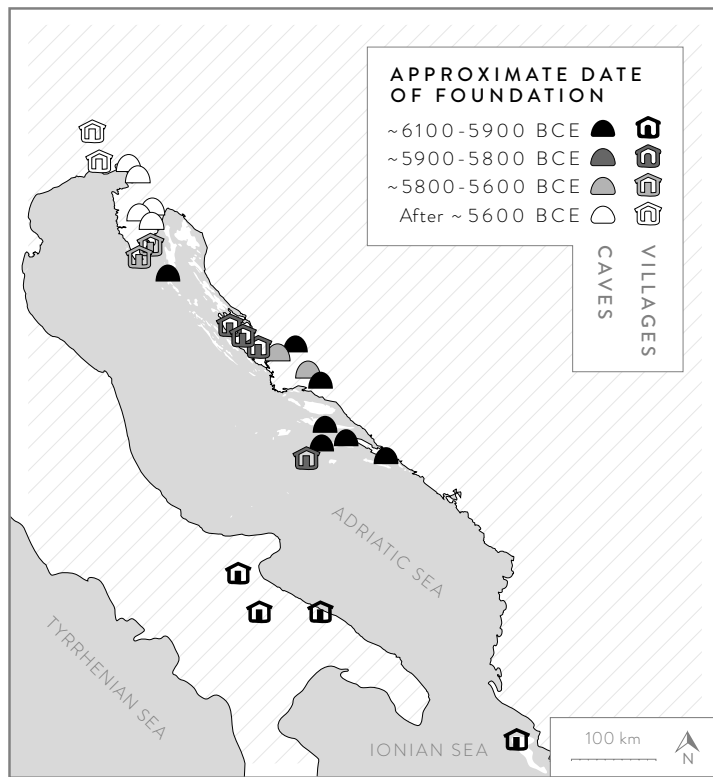 APPROXIMATE DATE
OF FOUNDATION
~6100-5900 BCE
~5900-5800 BCE
~5800-5600 BCE
After ~ 5600 BCE
CAVES
VILLAGES
ADRIATIC SEA
TYRRHENIAN SEA
IONIAN SEA
100 km
N